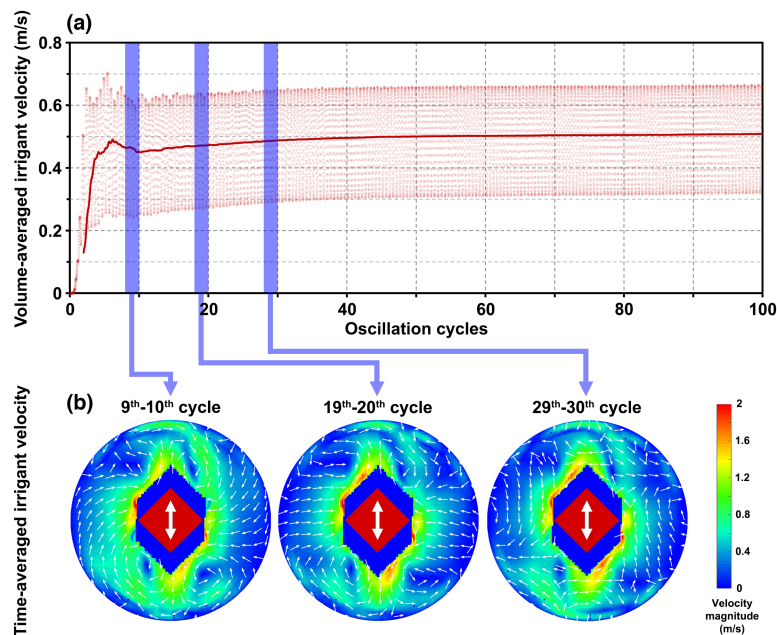 (a)
Volume-averaged irrigant velocity (m/s)
0.8
0.6
0.4
0.2
0
0
20
40
60
80
100
Oscillation cycles
Time-averaged irrigant velocity
(b)
9th-10th cycle
19th-20th cycle
29th-30th cycle
2
1.6
1.2
0.8
0.4
0
Velocity
magnitude
(m/s)